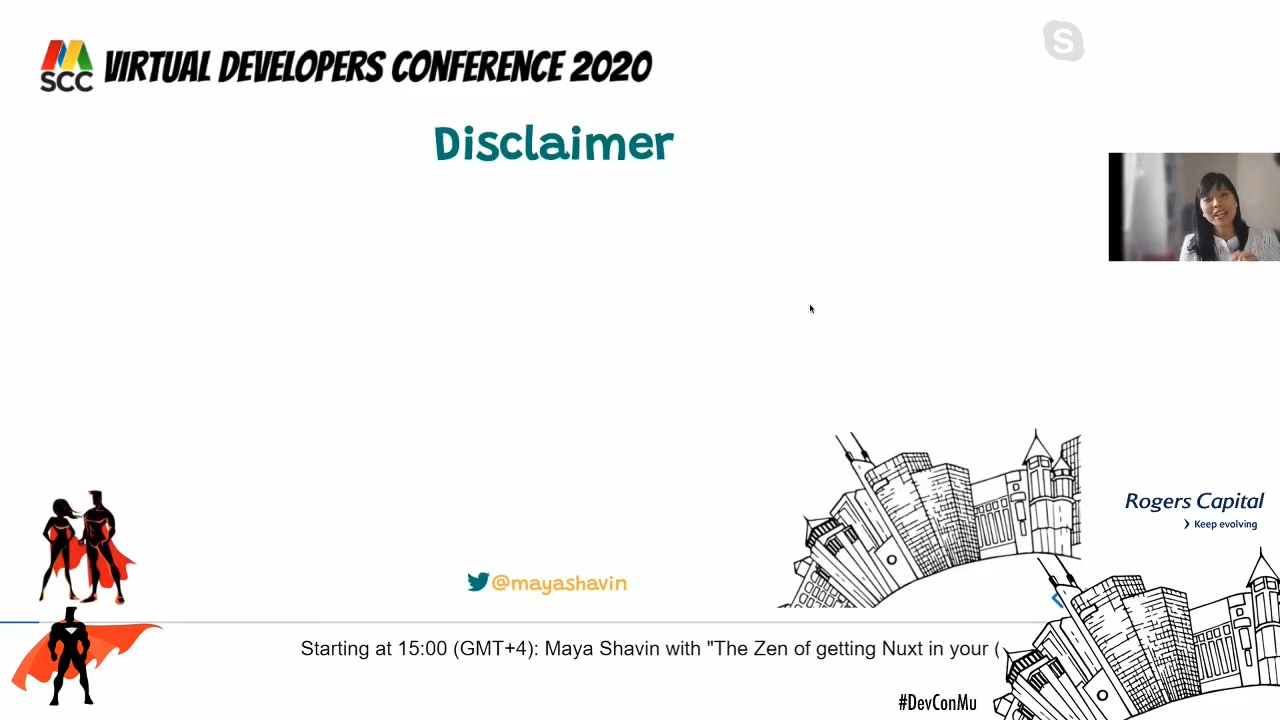 SCC VIRTUAL DEVELOPERS CONFERENCE 2020
S
Disclaimer
Rogers Capital
Keep evolving
@mayashavin
Starting at 15:00 (GMT+4): Maya Shavin with "The Zen of getting Nuxt in your (
#DevConMu